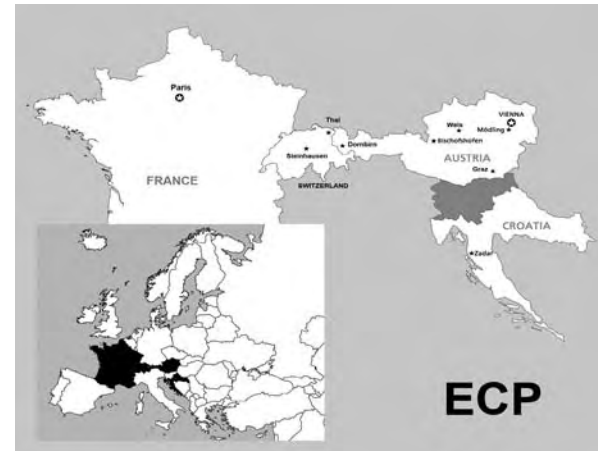 Paris
FRANCE
Thal
Dornbirn
Steinhausen
SWITZERLAND
VIENNA
Wels
Mödling
Bischofshofen
AUSTRIA
Graz
CROATIA
Zadar
ECP